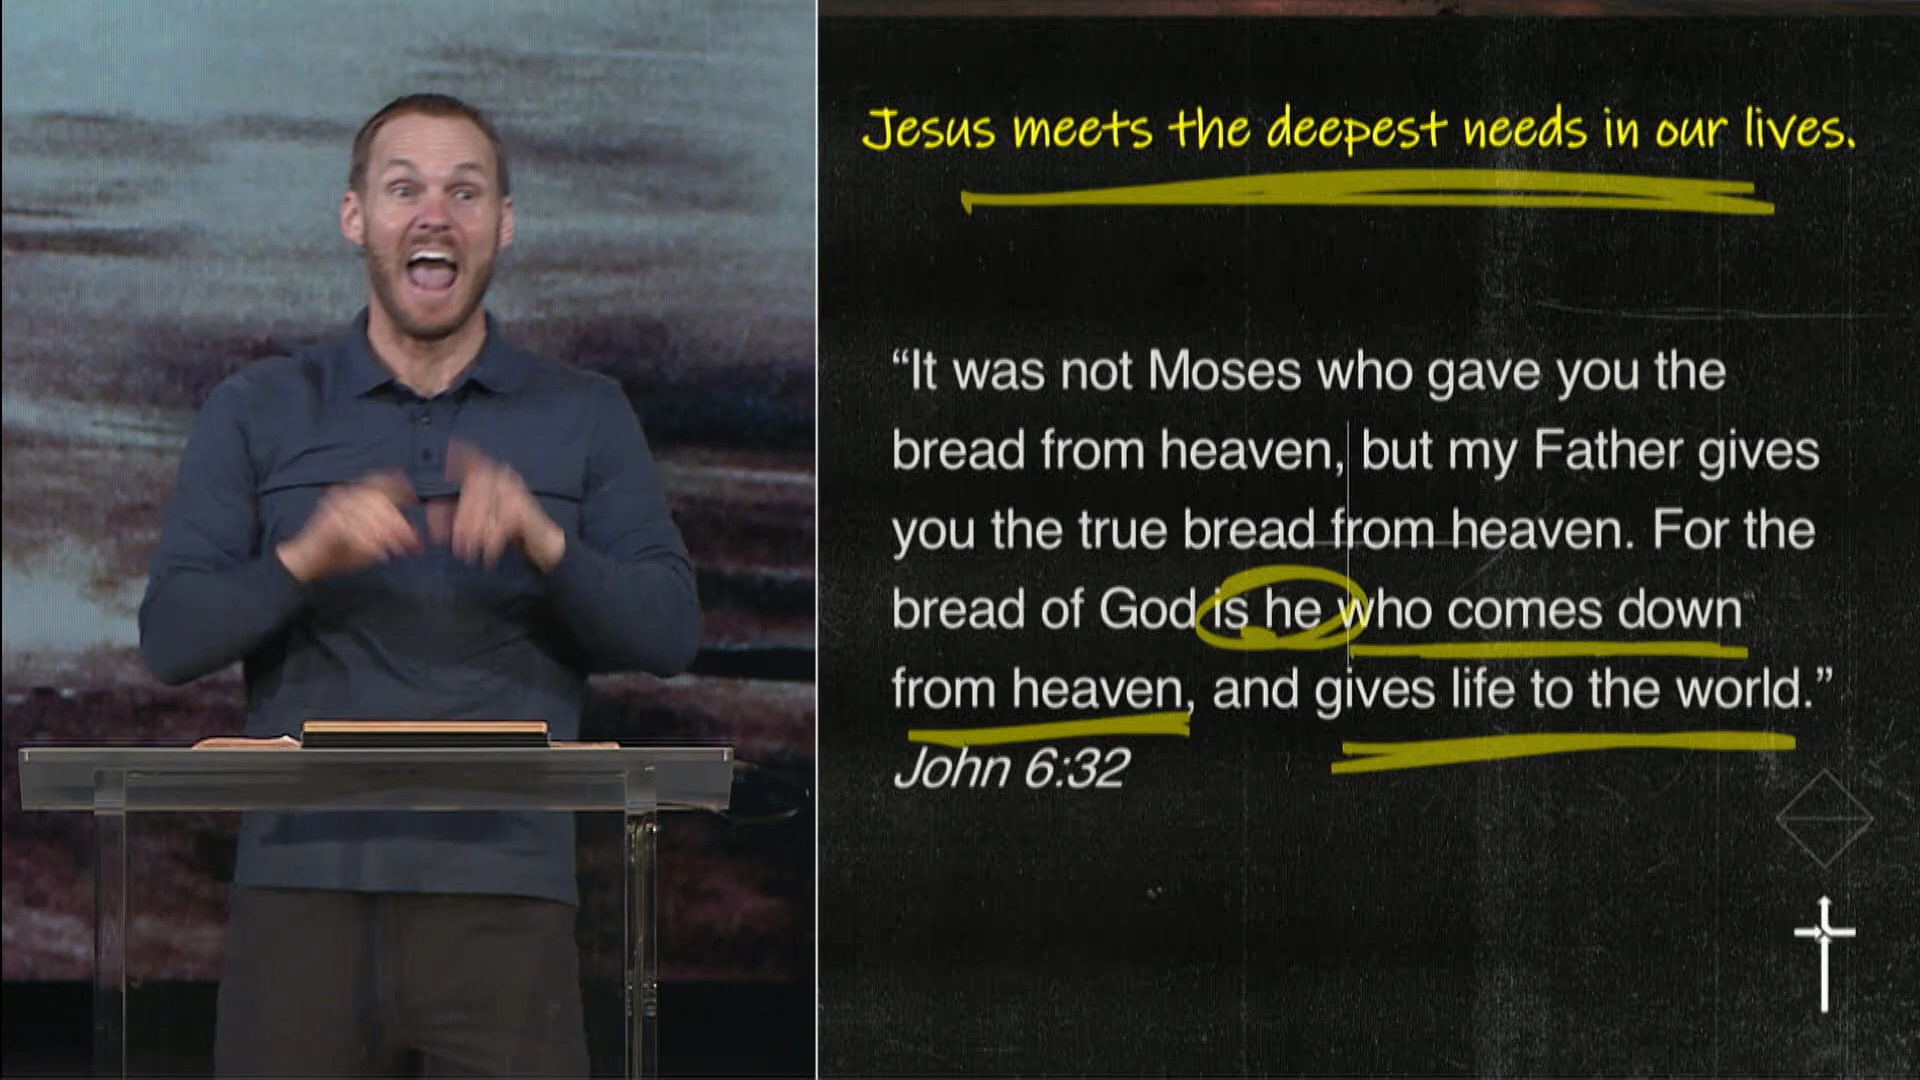 Jesus meets the deepest needs in our lives.
“It was not Moses who gave you the
bread from heaven, but my Father gives
you the true bread from heaven. For the
bread of God is he who comes down
from heaven, and gives life to the world.”
John 6:32